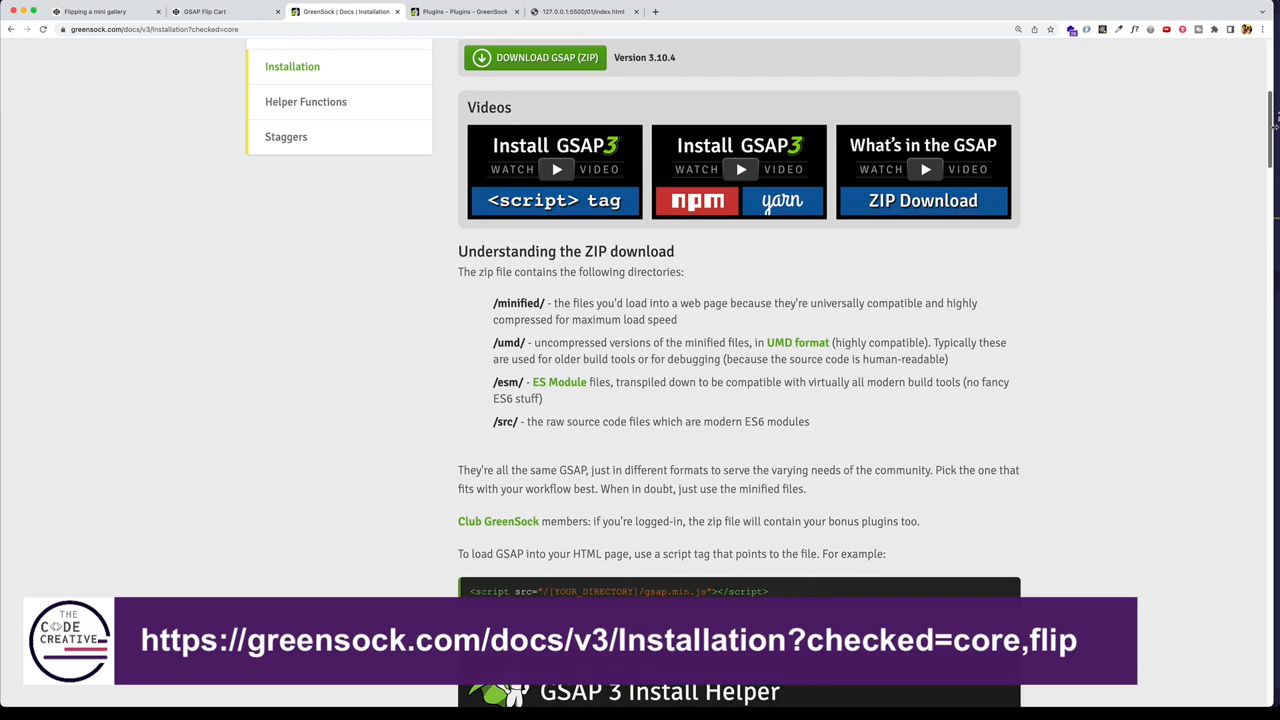 Flipping a mini gallery
GSAP Flip Cart
GreenSock | Docs | Installation
Plugins - Plugins - GreenSock
127.0.0.1:5500/01/index.html
greensock.com/docs/v3/Installation?checked=core
Installation
Helper Functions
Staggers
DOWNLOAD GSAP (ZIP) Version 3.10.4
Videos
Install GSAP3
WATCH VIDEO
<script> tag
Install GSAP3
WATCH VIDEO
npm yarn
What's in the GSAP
WATCH VIDEO
ZIP Download
Understanding the ZIP download
The zip file contains the following directories:
/minified/ - the files you'd load into a web page because they're universally compatible and highly
compressed for maximum load speed
/umd/ - uncompressed versions of the minified files, in UMD format (highly compatible). Typically these
are used for older build tools or for debugging (because the source code is human-readable)
/esm/ - ES Module files, transpiled down to be compatible with virtually all modern build tools (no fancy
ES6 stuff)
/src/ - the raw source code files which are modern ES6 modules
They're all the same GSAP, just in different formats to serve the varying needs of the community. Pick the one that
fits with your workflow best. When in doubt, just use the minified files.
Club GreenSock members: if you're logged-in, the zip file will contain your bonus plugins too.
To load GSAP into your HTML page, use a script tag that points to the file. For example:
<script src="/[YOUR_DIRECTORY]/gsap.min.js"></script>
THE
CODE
CREATIVE
https://greensock.com/docs/v3/Installation?checked=core,flip
GSAP 3 Install Helper